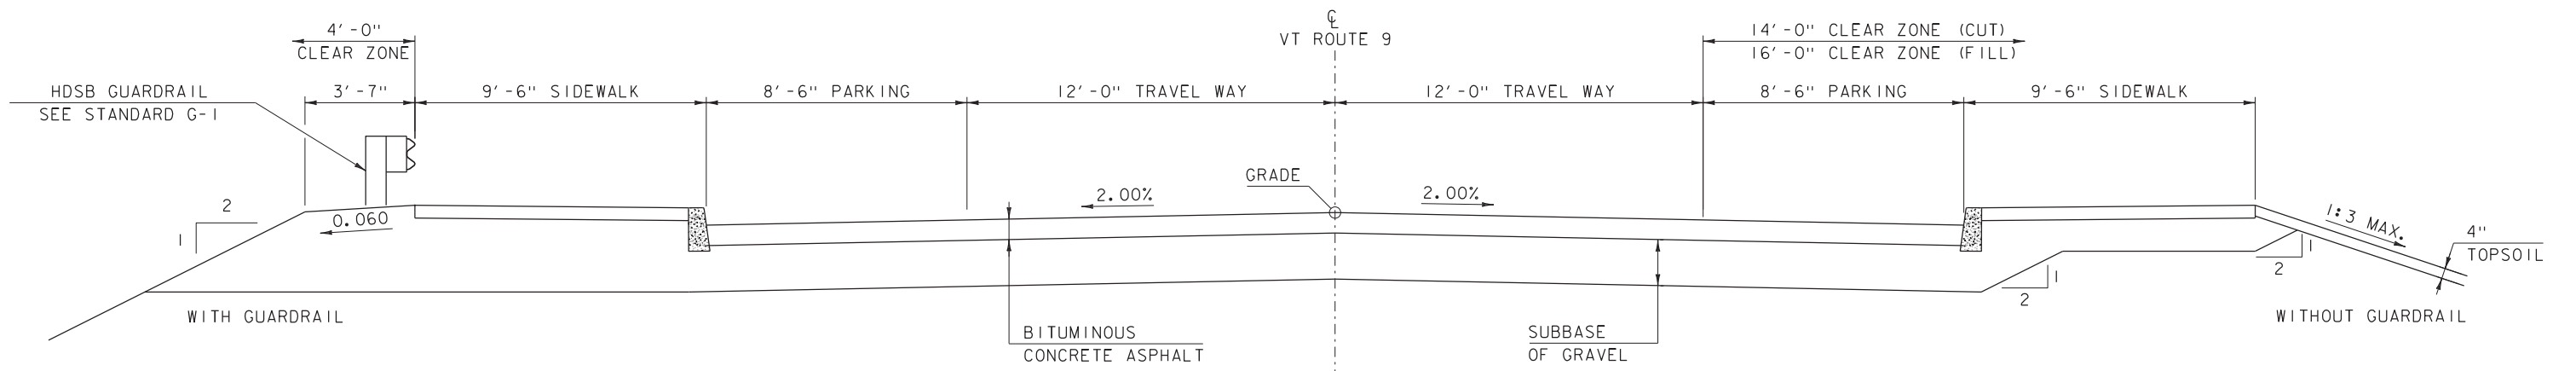 ℄
VT ROUTE 9
4'-0"
CLEAR ZONE
14'-0" CLEAR ZONE (CUT)
16'-0" CLEAR ZONE (FILL)
HDSB GUARDRAIL
SEE STANDARD G-1
3'-7"
9'-6" SIDEWALK
8'-6" PARKING
12'-0" TRAVEL WAY
12'-0" TRAVEL WAY
8'-6" PARKING
9'-6" SIDEWALK
GRADE
2.00%
2.00%
2
1
0.060
1:3 MAX.
4"
TOPSOIL
1
2
1
2
WITH GUARDRAIL
BITUMINOUS
CONCRETE ASPHALT
SUBBASE
OF GRAVEL
WITHOUT GUARDRAIL